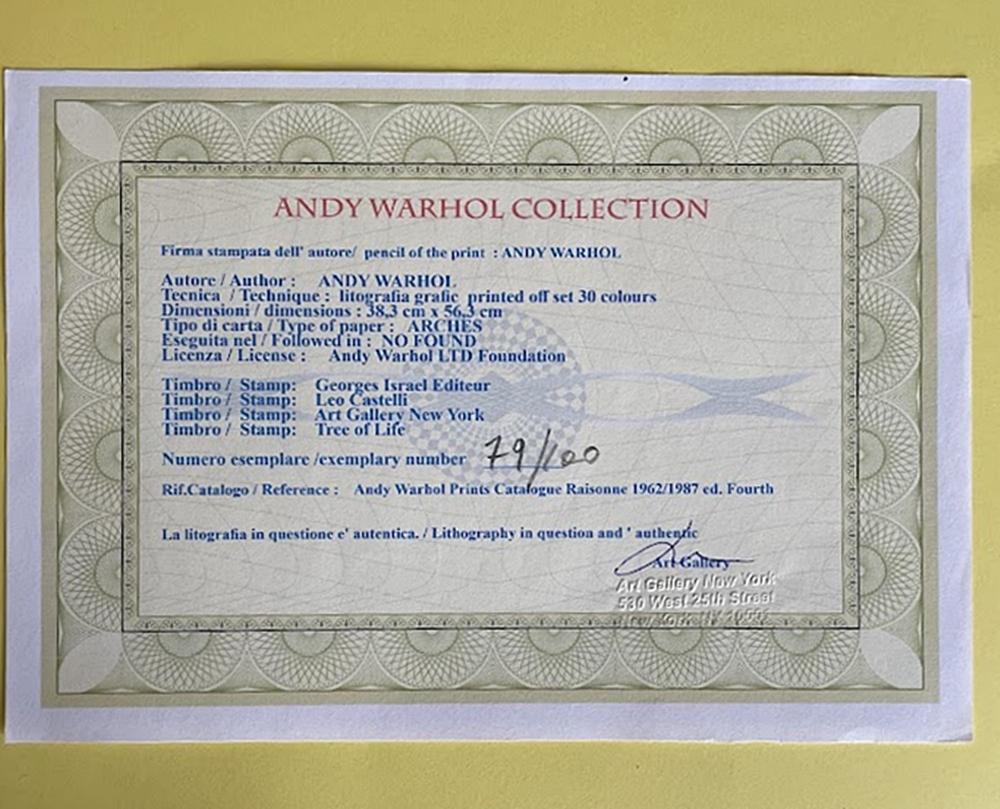 ANDY WARHOL COLLECTION
Firma stampata dell' autore/ pencil of the print : ANDY WARHOL
Autore / Author : ANDY WARHOL
Tecnica / Technique : litografia grafic printed off set 30 colours
Dimensioni / dimensions : 38,3 cm x 56,3 cm
Tipo di carta / Type of paper : ARCHES
Eseguita nel / Followed in : NO FOUND
Licenza / License : Andy Warhol LTD Foundation
Timbro / Stamp: Georges Israel Editeur
Timbro / Stamp: Leo Castelli
Timbro / Stamp: Art Gallery New York
Timbro / Stamp: Tree of Life
Numero esemplare /exemplary number 79/100
Rif.Catalogo / Reference : Andy Warhol Prints Catalogue Raisonne 1962/1987 ed. Fourth
La litografia in questione e' autentica. / Lithography in question and ' authentic
Art Gallery
Art Gallery New York
530 West 25th Street
New York NY